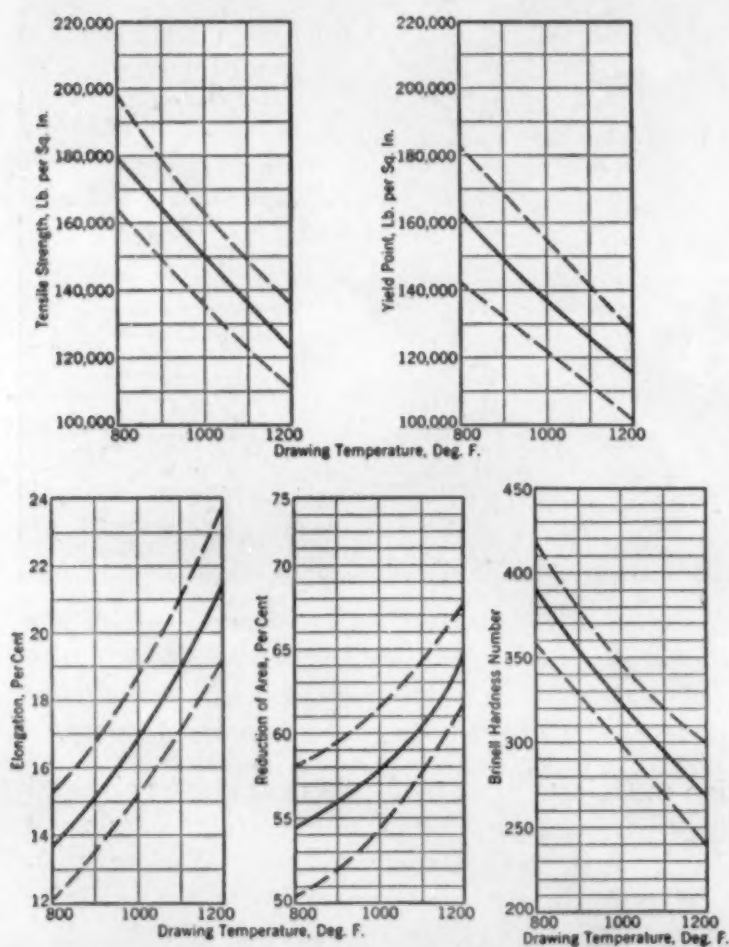 Tensile Strength, Lb. per Sq. In.
220,000
200,000
180,000
160,000
140,000
120,000
100,000
800 1000 1200
Yield Point, Lb. per Sq. In.
220,000
200,000
180,000
160,000
140,000
120,000
100,000
800 1000 1200
Drawing Temperature, Deg. F.
Elongation, Per Cent
24
22
20
18
16
14
12
800 1000 1200
Reduction of Area, Per Cent
75
70
65
60
55
50
800 1000 1200
Drawing Temperature, Deg. F.
Brinell Hardness Number
450
400
350
300
250
200
800 1000 1200
Drawing Temperature, Deg. F.